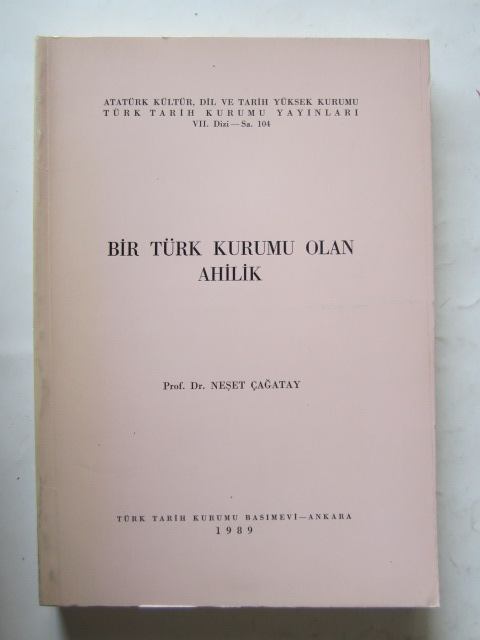 ATATÜRK KÜLTÜR, DİL VE TARİH YÜKSEK KURUMU
TÜRK TARİH KURUMU YAYINLARI
VII. Dizi — Sa. 104
BİR TÜRK KURUMU OLAN
AHİLİK
Prof. Dr. NEŞET ÇAĞATAY
TÜRK TARİH KURUMU BASIMEVİ—ANKARA
1989